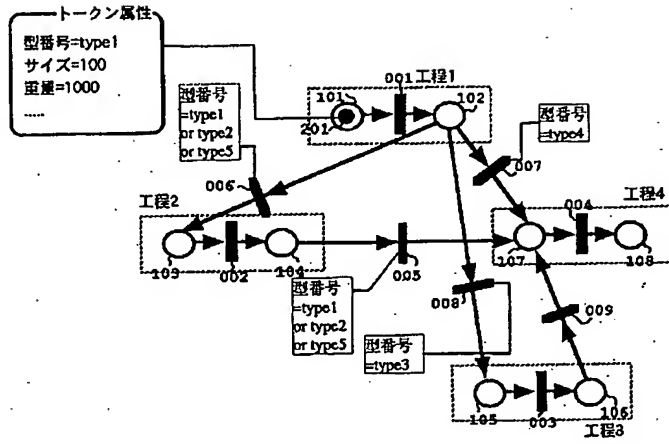 トークン属性
型番号=type1
サイズ=100
重量=1000
.....
001
工程1
101
201
102
型番号
=type1
or type2
or type5
型番号
=type4
006
007
工程2
工程4
004
103
002
104
005
107
108
008
009
型番号
=type1
or type2
or type5
型番号
=type3
105
003
106
工程3